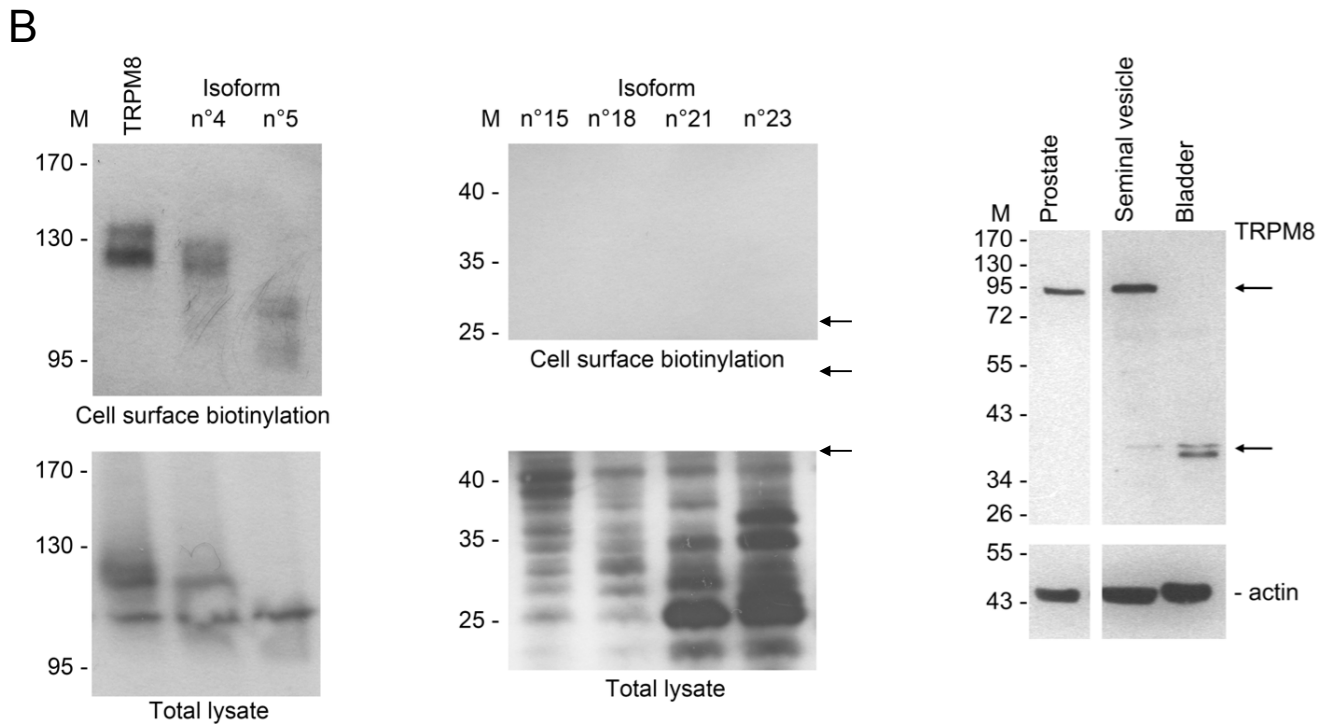 B
TRPM8
Isoform
M
n°4
n°5
170 -
130 -
95 -
Cell surface biotinylation
170 -
130 -
95 -
Total lysate
Isoform
M n°15 n°18 n°21 n°23
40 -
35 -
25 -
Cell surface biotinylation
40 -
35 -
25 -
Total lysate
Prostate
Seminal vesicle
Bladder
M
TRPM8
170 -
130 -
95 -
72 -
55 -
43 -
34 -
26 -
55 -
43 -
- actin